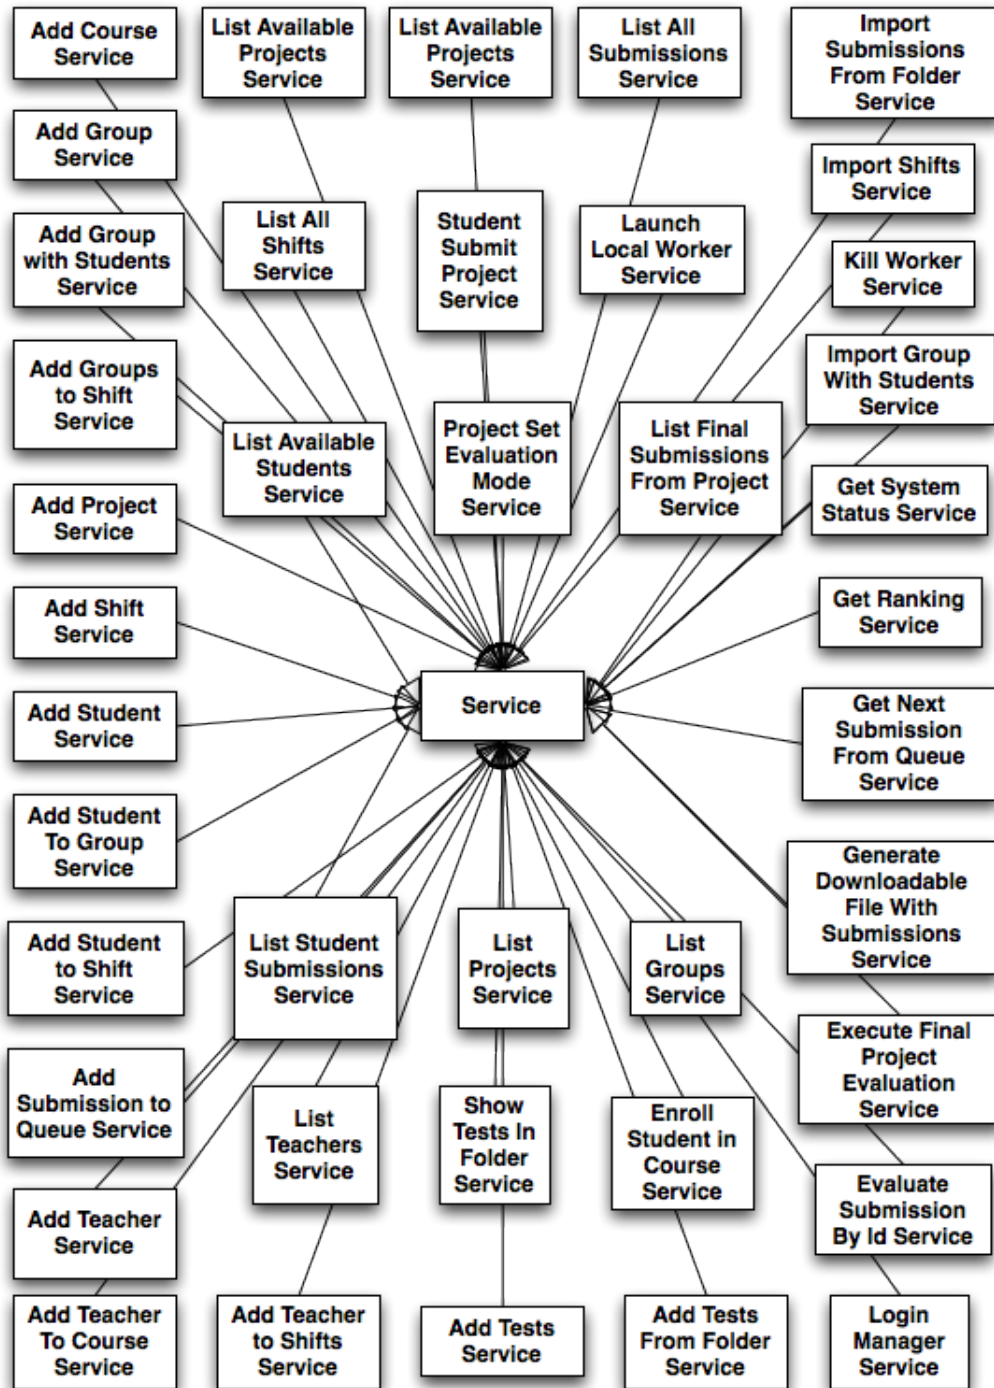 Add Course
Service
List Available
Projects
Service
List Available
Projects
Service
List All
Submissions
Service
Import
Submissions
From Folder
Service
Add Group
Service
Import Shifts
Service
Add Group
with Students
Service
List All
Shifts
Service
Student
Submit
Project
Service
Launch
Local Worker
Service
Kill Worker
Service
Add Groups
to Shift
Service
Import Group
With Students
Service
List Available
Students
Service
Project Set
Evaluation
Mode
Service
List Final
Submissions
From Project
Service
Add Project
Service
Get System
Status Service
Add Shift
Service
Get Ranking
Service
Add Student
Service
Service
Get Next
Submission
From Queue
Service
Add Student
To Group
Service
Generate
Downloadable
File With
Submissions
Service
Add Student
to Shift
Service
List Student
Submissions
Service
List
Projects
Service
List
Groups
Service
Add
Submission to
Queue Service
Execute Final
Project
Evaluation
Service
List
Teachers
Service
Show
Tests In
Folder
Service
Enroll
Student in
Course
Service
Add Teacher
Service
Evaluate
Submission
By Id Service
Add Teacher
To Course
Service
Add Teacher
to Shifts
Service
Add Tests
Service
Add Tests
From Folder
Service
Login
Manager
Service